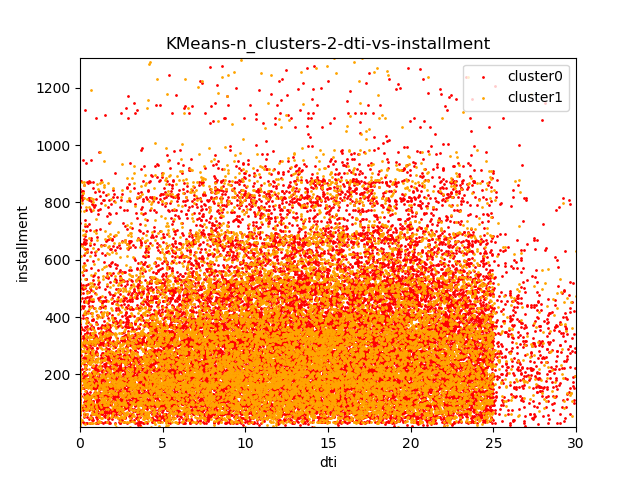 KMeans-n_clusters-2-dti-vs-installment
cluster0
cluster1
1200
1000
800
600
400
200
installment
0 5 10 15 20 25 30
dti